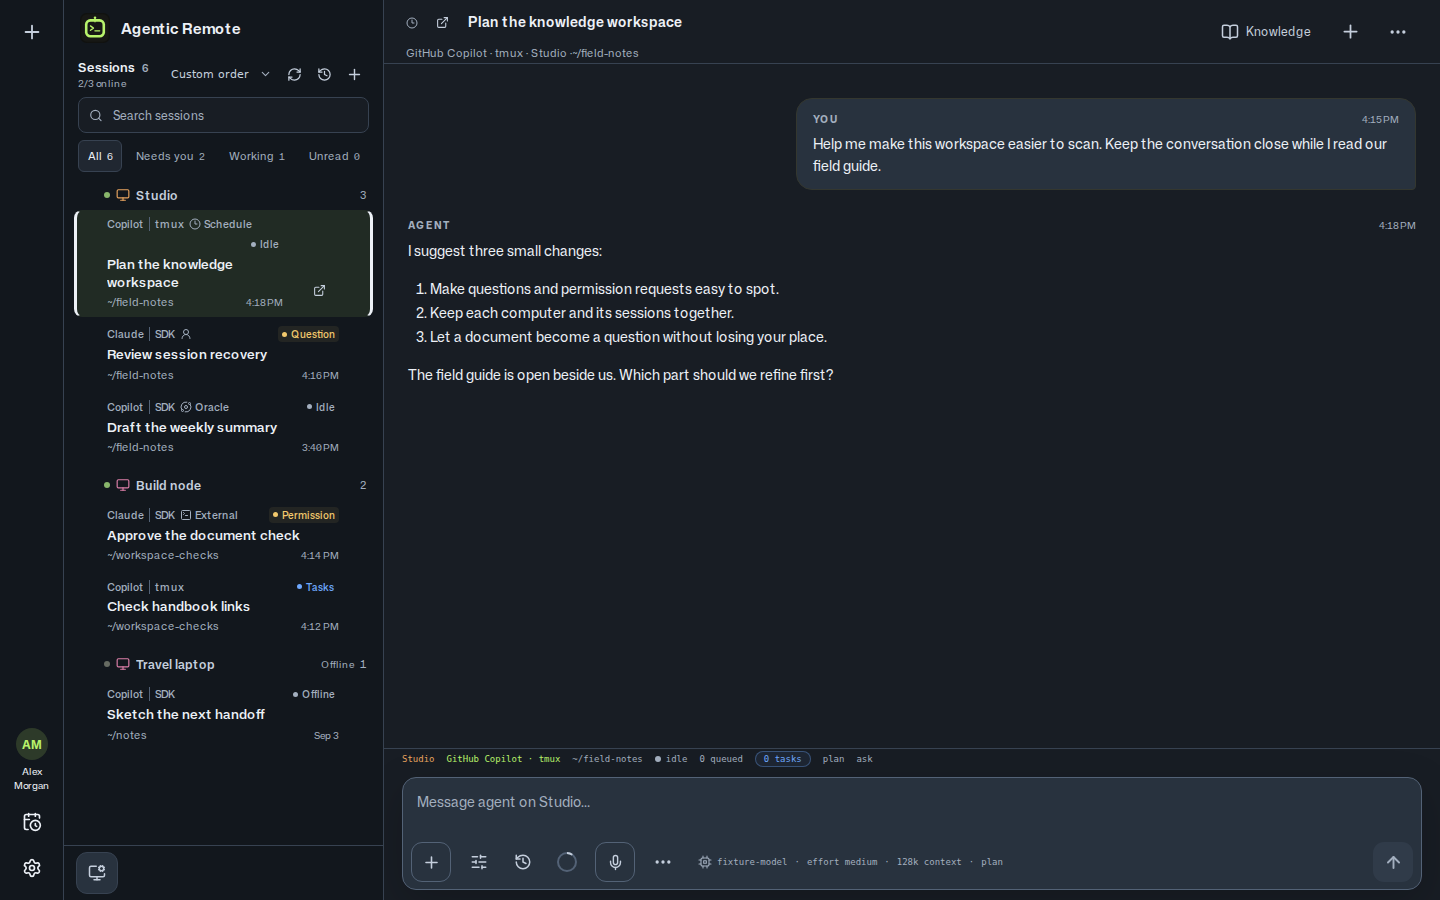 Agentic Remote
Sessions 6
2/3 online
Custom order
Search sessions
All 6
Needs you 2
Working 1
Unread 0
Studio 3
Copilot | tmux Schedule
Idle
Plan the knowledge
workspace
~/field-notes 4:18 PM
Claude | SDK Question
Review session recovery
~/field-notes 4:16 PM
Copilot | SDK Oracle Idle
Draft the weekly summary
~/field-notes 3:40 PM
Build node 2
Claude | SDK External Permission
Approve the document check
~/workspace-checks 4:14 PM
Copilot | tmux Tasks
Check handbook links
~/workspace-checks 4:12 PM
Travel laptop Offline 1
Copilot | SDK Offline
Sketch the next handoff
~/notes Sep 3
AM
Alex
Morgan
Plan the knowledge workspace
GitHub Copilot · tmux · Studio · ~/field-notes
Knowledge
YOU 4:15 PM
Help me make this workspace easier to scan. Keep the conversation close while I read our
field guide.
AGENT 4:18 PM
I suggest three small changes:
1. Make questions and permission requests easy to spot.
2. Keep each computer and its sessions together.
3. Let a document become a question without losing your place.
The field guide is open beside us. Which part should we refine first?
Studio GitHub Copilot · tmux ~/field-notes idle 0 queued 0 tasks plan ask
Message agent on Studio...
fixture-model · effort medium · 128k context · plan